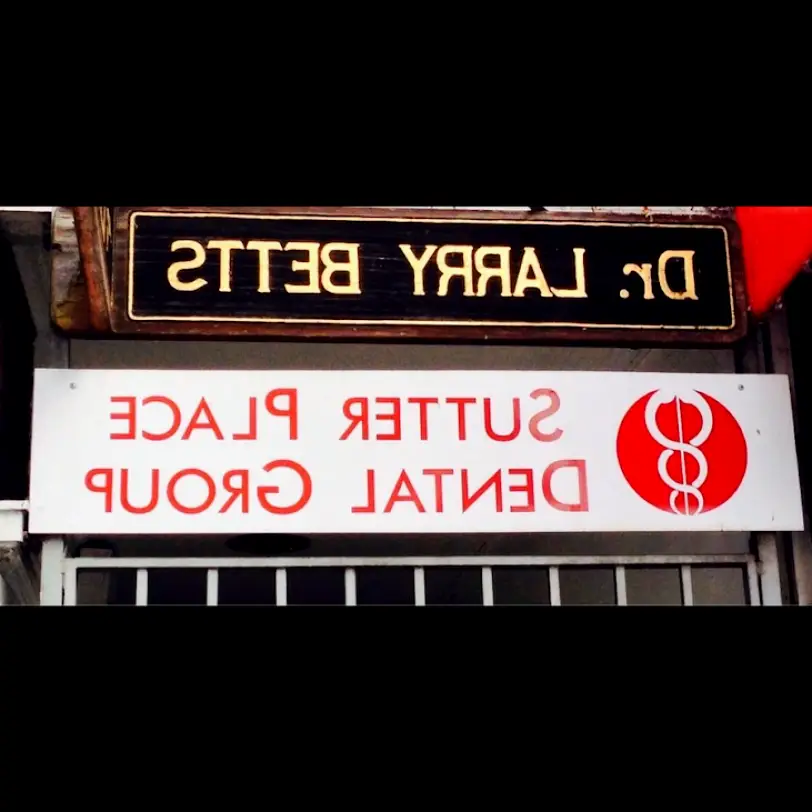 Dr. LARRY BETTS
SUTTER PLACE
DENTAL GROUP